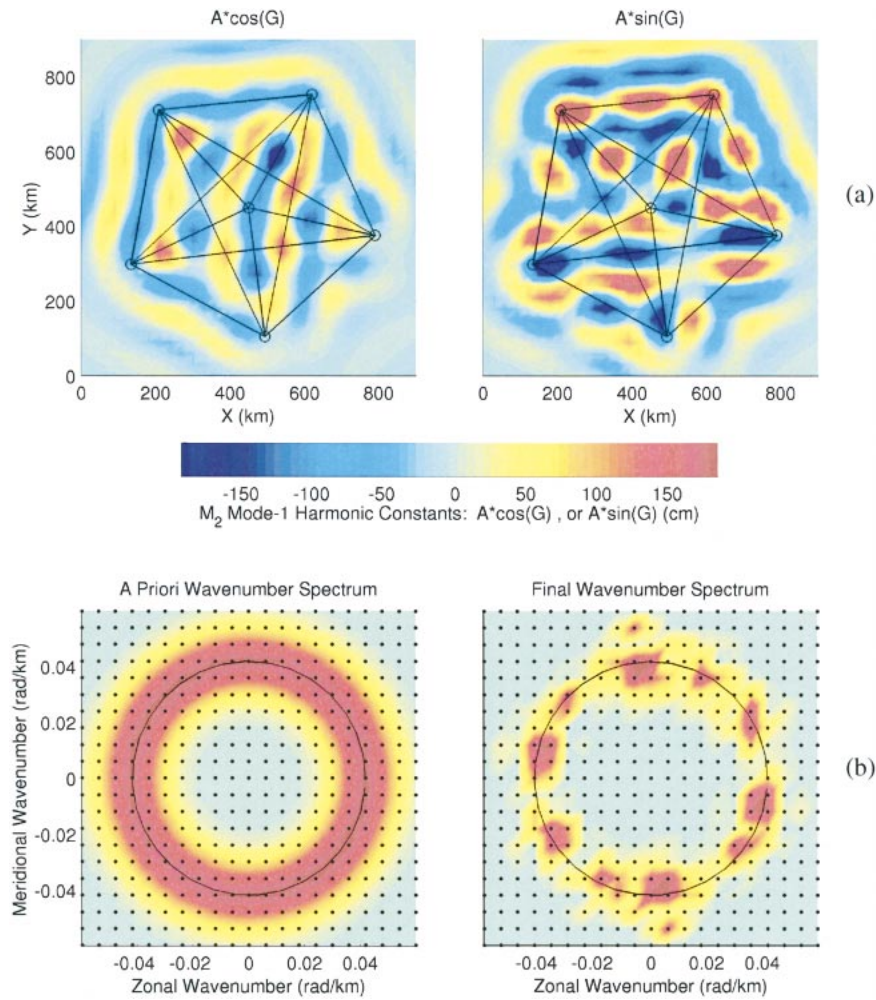 A*cos(G)
A*sin(G)
800
600
400
200
0
Y (km)
0 200 400 600 800
X (km)
0 200 400 600 800
X (km)
(a)
-150 -100 -50 0 50 100 150
M2 Mode-1 Harmonic Constants: A*cos(G) , or A*sin(G) (cm)
A Priori Wavenumber Spectrum
Final Wavenumber Spectrum
0.04
0.02
0
-0.02
-0.04
Meridional Wavenumber (rad/km)
-0.04 -0.02 0 0.02 0.04
Zonal Wavenumber (rad/km)
-0.04 -0.02 0 0.02 0.04
Zonal Wavenumber (rad/km)
(b)